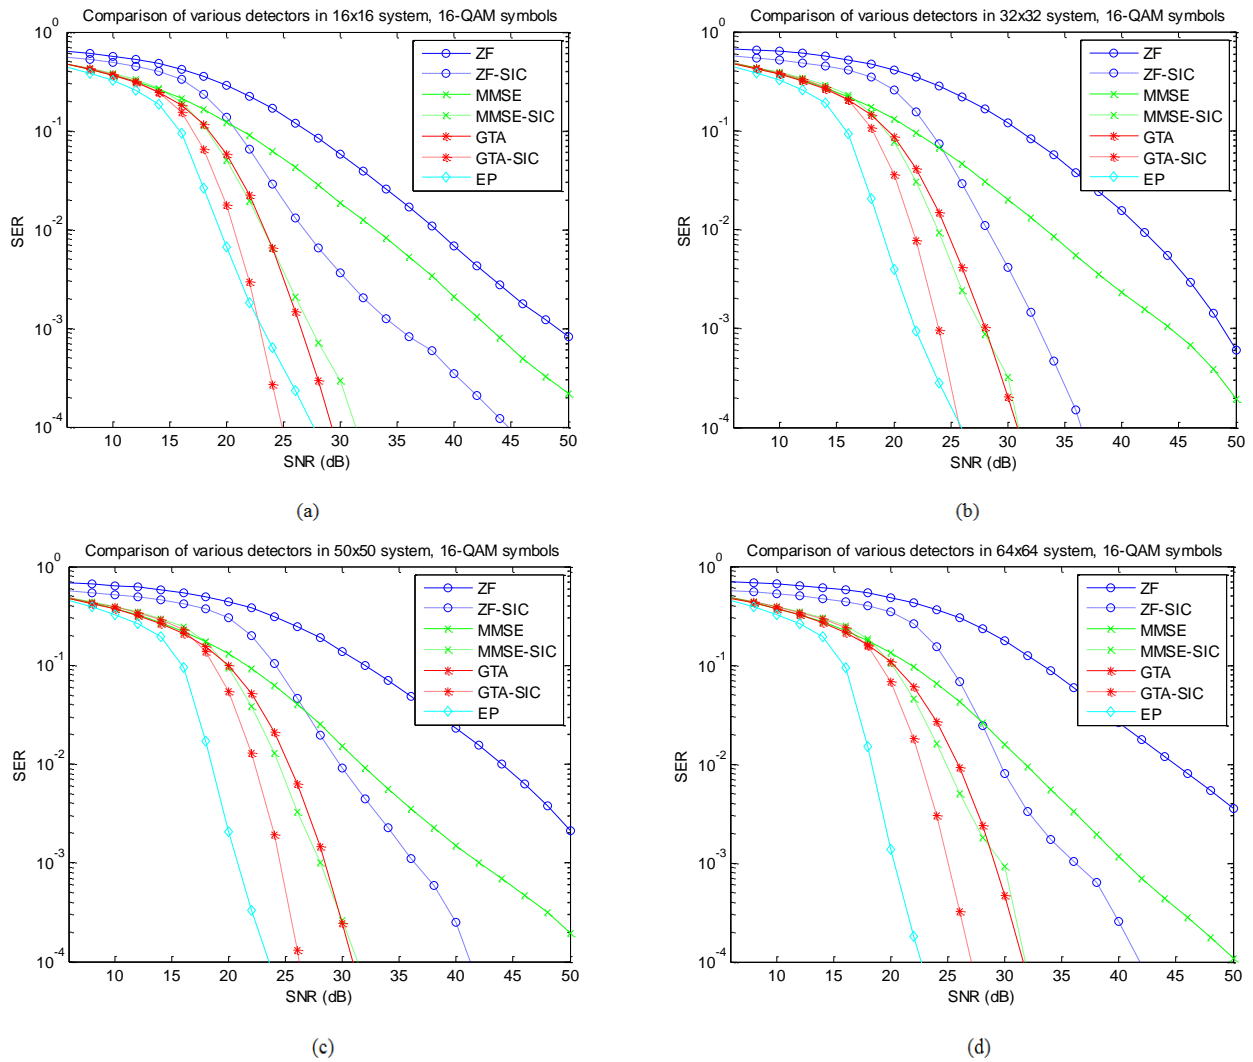 Comparison of various detectors in 16x16 system, 16-QAM symbols
10^0
10^-1
10^-2
10^-3
10^-4
SER
ZF
ZF-SIC
MMSE
MMSE-SIC
GTA
GTA-SIC
EP
10 15 20 25 30 35 40 45 50
SNR (dB)
(a)
Comparison of various detectors in 32x32 system, 16-QAM symbols
10^0
10^-1
10^-2
10^-3
10^-4
SER
ZF
ZF-SIC
MMSE
MMSE-SIC
GTA
GTA-SIC
EP
10 15 20 25 30 35 40 45 50
SNR (dB)
(b)
Comparison of various detectors in 50x50 system, 16-QAM symbols
10^0
10^-1
10^-2
10^-3
10^-4
SER
ZF
ZF-SIC
MMSE
MMSE-SIC
GTA
GTA-SIC
EP
10 15 20 25 30 35 40 45 50
SNR (dB)
(c)
Comparison of various detectors in 64x64 system, 16-QAM symbols
10^0
10^-1
10^-2
10^-3
10^-4
SER
ZF
ZF-SIC
MMSE
MMSE-SIC
GTA
GTA-SIC
EP
10 15 20 25 30 35 40 45 50
SNR (dB)
(d)